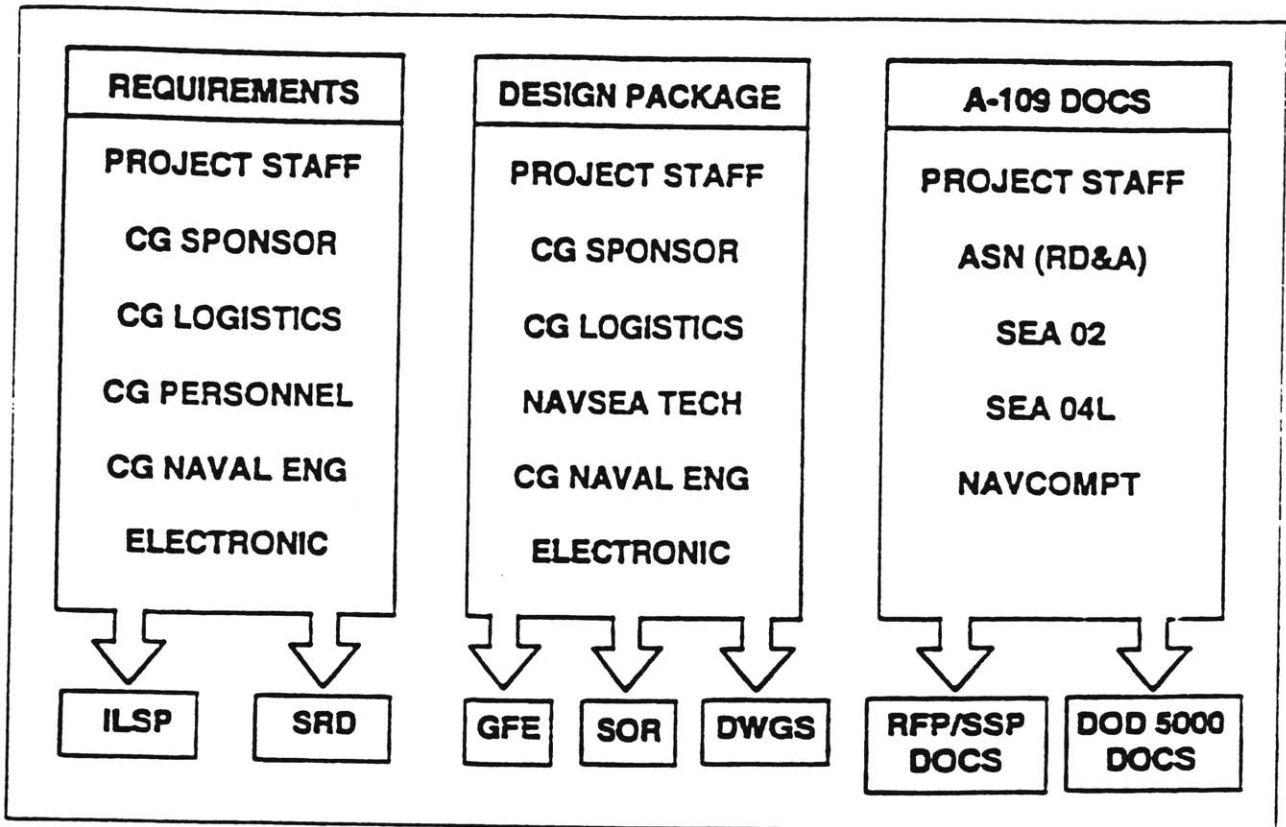 REQUIREMENTS
PROJECT STAFF
CG SPONSOR
CG LOGISTICS
CG PERSONNEL
CG NAVAL ENG
ELECTRONIC
ILSP
SRD
DESIGN PACKAGE
PROJECT STAFF
CG SPONSOR
CG LOGISTICS
NAVSEA TECH
CG NAVAL ENG
ELECTRONIC
GFE
SOR
DWGS
A-109 DOCS
PROJECT STAFF
ASN (RD&A)
SEA 02
SEA 04L
NAVCOMPT
RFP/SSP
DOCS
DOD 5000
DOCS